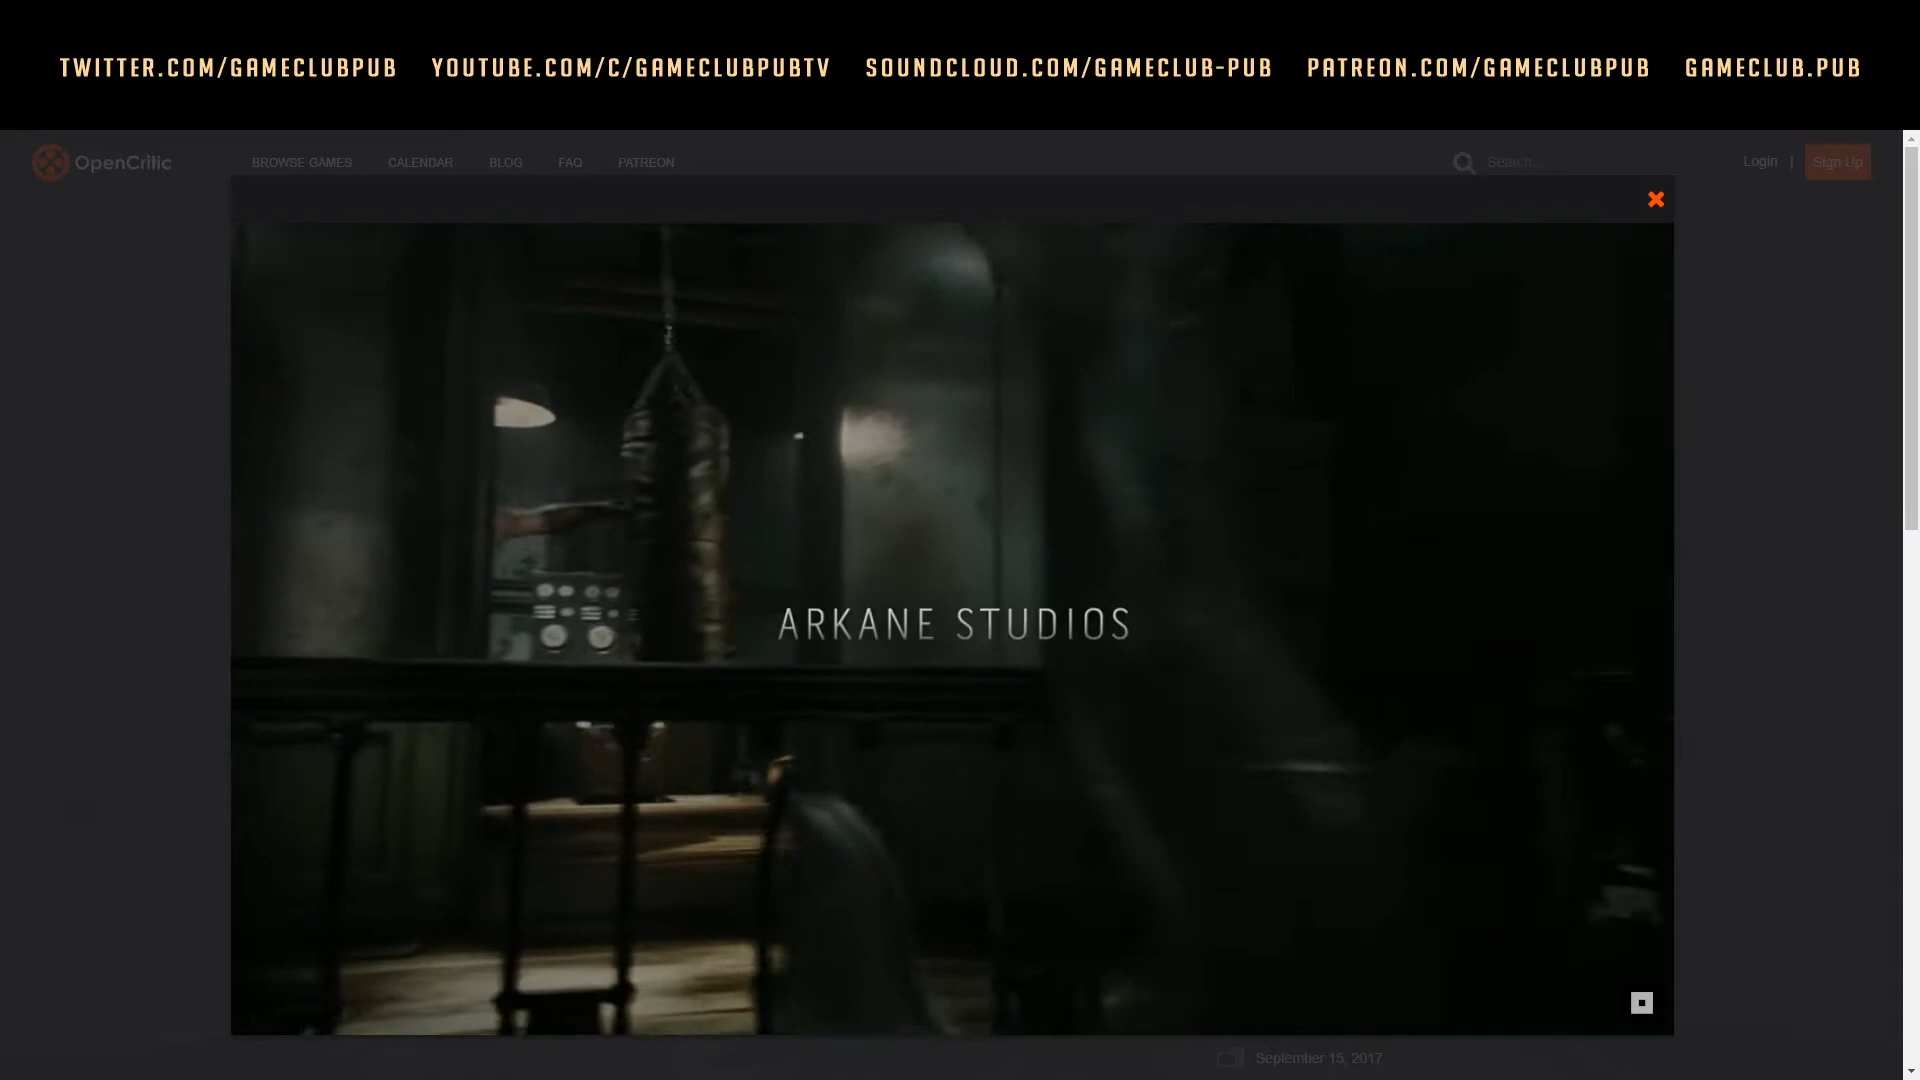 TWITTER.COM/GAMECLUBPUB YOUTUBE.COM/C/GAMECLUBPUBTV SOUNDCLOUD.COM/GAMECLUB-PUB PATREON.COM/GAMECLUBPUB GAMECLUB.PUB
OpenCritic BROWSE GAMES CALENDAR BLOG FAQ PATREON Search... Login | Sign Up
ARKANE STUDIOS
September 15, 2017